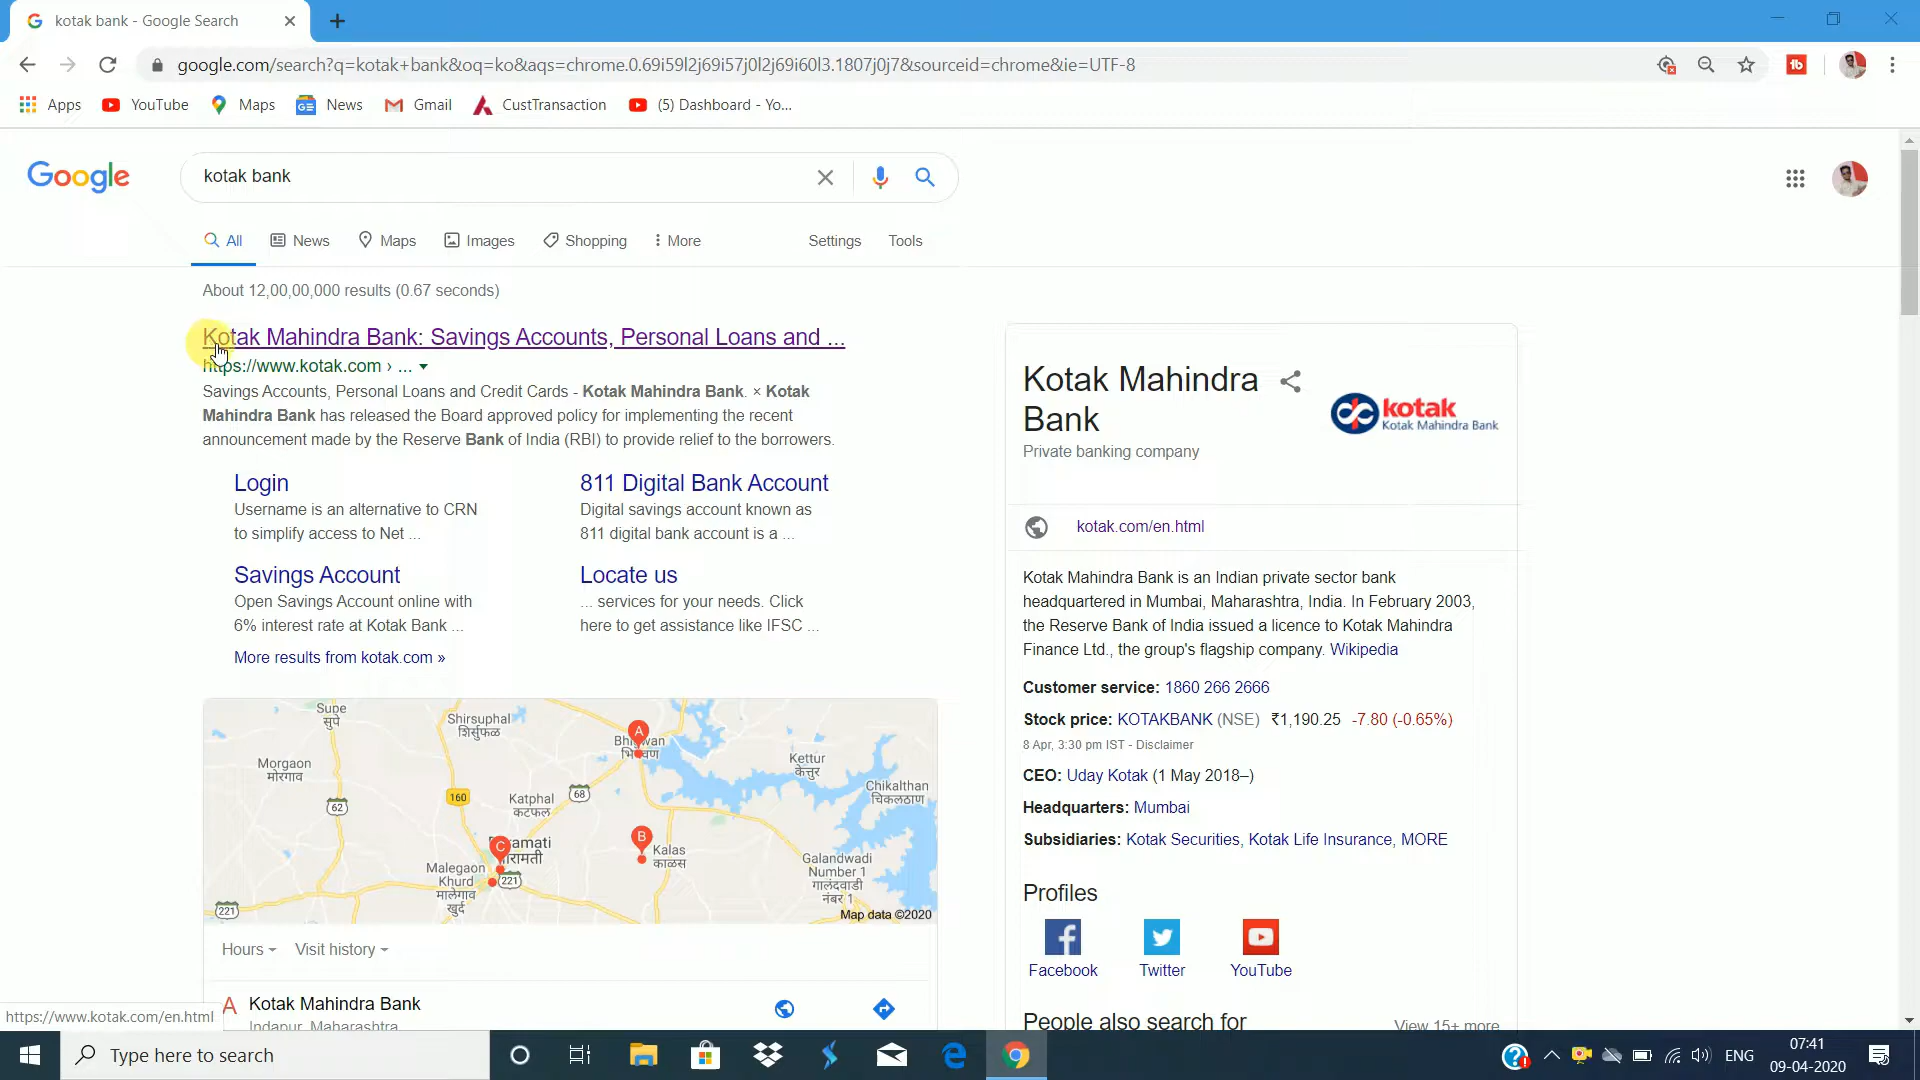 kotak bank - Google Search
google.com/search?q=kotak+bank&oq=ko&aqs=chrome.0.69i59l2j69i57j0l2j69i60l3.1807j0j7&sourceid=chrome&ie=UTF-8
Apps YouTube Maps News Gmail CustTransaction (5) Dashboard - Yo...
Google
kotak bank
All News Maps Images Shopping More Settings Tools
About 12,00,00,000 results (0.67 seconds)
Kotak Mahindra Bank: Savings Accounts, Personal Loans and ...
https://www.kotak.com › ...
Savings Accounts, Personal Loans and Credit Cards - Kotak Mahindra Bank. × Kotak
Mahindra Bank has released the Board approved policy for implementing the recent
announcement made by the Reserve Bank of India (RBI) to provide relief to the borrowers.
Login
Username is an alternative to CRN
to simplify access to Net ...
811 Digital Bank Account
Digital savings account known as
811 digital bank account is a ...
Savings Account
Open Savings Account online with
6% interest rate at Kotak Bank ...
Locate us
... services for your needs. Click
here to get assistance like IFSC ...
More results from kotak.com »
Supe
सुपे
Shirsuphal
शिर्सुफळ
A
Bhigwan
भिगवण
Kettur
केत्तुर
Morgaon
मोरगाव
Chikalthan
चिकलठाण
62
160
68
Katphal
काटफळ
B
Kalas
काळस
C
Baramati
बारामती
Malegaon
Khurd
माळेगाव
खुर्द
221
Galandwadi
Number 1
गालंदवाडी
नंबर 1
221
Map data ©2020
Hours Visit history
A Kotak Mahindra Bank
Indapur, Maharashtra
Kotak Mahindra
Bank
Private banking company
kotak
Kotak Mahindra Bank
kotak.com/en.html
Kotak Mahindra Bank is an Indian private sector bank
headquartered in Mumbai, Maharashtra, India. In February 2003,
the Reserve Bank of India issued a licence to Kotak Mahindra
Finance Ltd., the group's flagship company. Wikipedia
Customer service: 1860 266 2666
Stock price: KOTAKBANK (NSE) ₹1,190.25 -7.80 (-0.65%)
8 Apr, 3:30 pm IST - Disclaimer
CEO: Uday Kotak (1 May 2018–)
Headquarters: Mumbai
Subsidiaries: Kotak Securities, Kotak Life Insurance, MORE
Profiles
Facebook Twitter YouTube
People also search for View 15+ more
https://www.kotak.com/en.html
Type here to search
ENG
07:41
09-04-2020